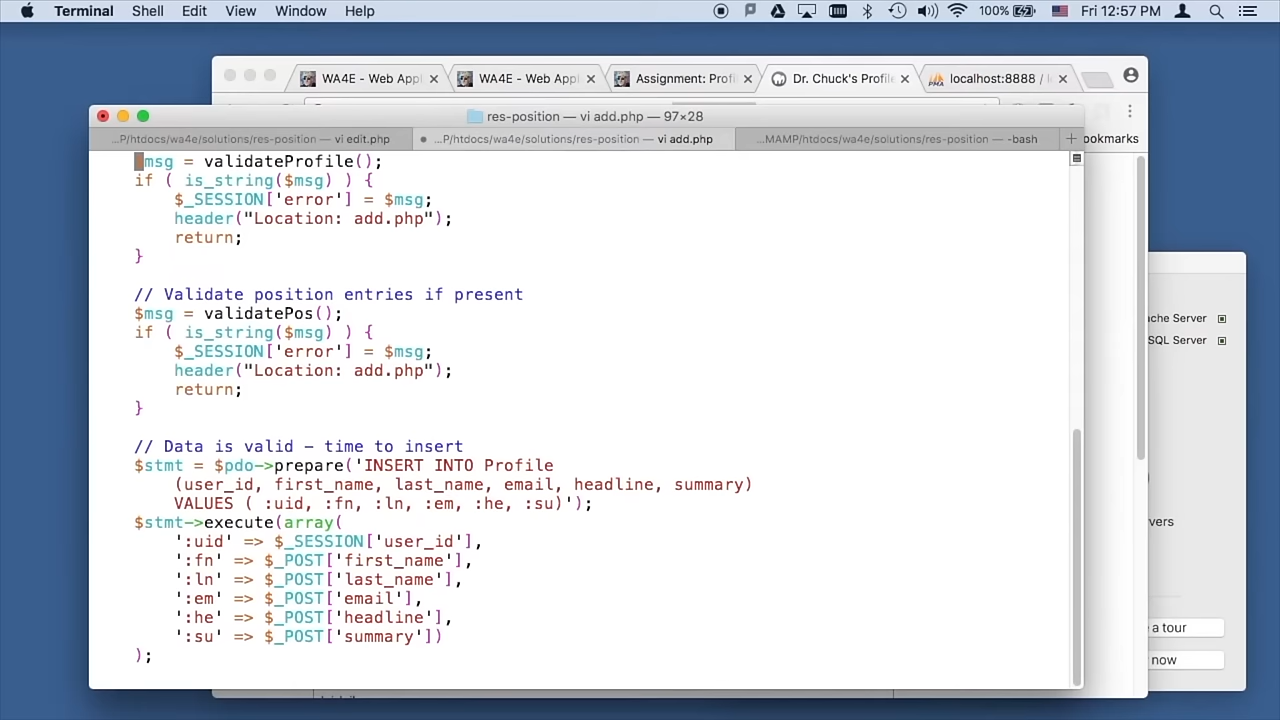 Terminal Shell Edit View Window Help 100% Fri 12:57 PM
WA4E - Web Appl WA4E - Web Appl Assignment: Profil Dr. Chuck's Profile localhost:8888 / l
res-position — vi add.php — 97×28
ookmarks
...P/htdocs/wa4e/solutions/res-position — vi edit.php ...P/htdocs/wa4e/solutions/res-position — vi add.php ...MAMP/htdocs/wa4e/solutions/res-position — -bash
msg = validateProfile();
if ( is_string($msg) ) {
$_SESSION['error'] = $msg;
header("Location: add.php");
return;
}
// Validate position entries if present
$msg = validatePos();
if ( is_string($msg) ) {
$_SESSION['error'] = $msg;
header("Location: add.php");
return;
}
// Data is valid – time to insert
$stmt = $pdo->prepare('INSERT INTO Profile
(user_id, first_name, last_name, email, headline, summary)
VALUES ( :uid, :fn, :ln, :em, :he, :su)');
$stmt->execute(array(
':uid' => $_SESSION['user_id'],
':fn' => $_POST['first_name'],
':ln' => $_POST['last_name'],
':em' => $_POST['email'],
':he' => $_POST['headline'],
':su' => $_POST['summary'])
);
che Server
SQL Server
ervers
e a tour
now